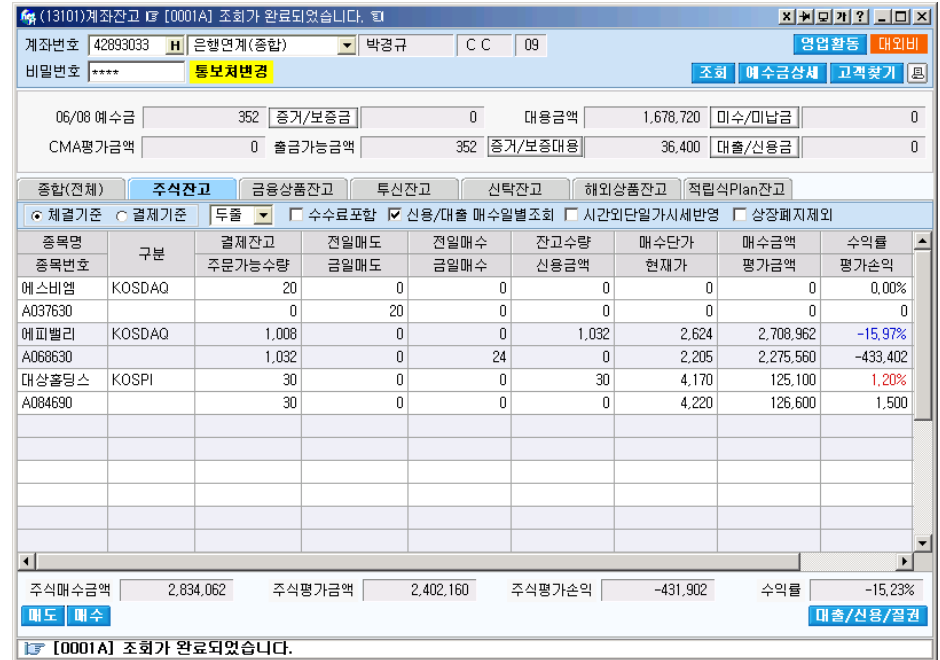 (13101)계좌잔고 ☞ [0001A] 조회가 완료되었습니다.
계좌번호 42893033 H 은행연계(종합) 박경규 C C 09 영업활동 대외비
비밀번호 **** 통보처변경 조회 예수금상세 고객찾기
06/08 예수금 352 증거/보증금 0 대용금액 1,678,720 미수/미납금 0
CMA평가금액 0 출금가능금액 352 증거/보증대용 36,400 대출/신용금 0
종합(전체) 주식잔고 금융상품잔고 투신잔고 신탁잔고 해외상품잔고 적립식Plan잔고
체결기준 결제기준 두줄 수수료포함 신용/대출 매수일별조회 시간외단일가시세반영 상장폐지제외
종목명 구분 결제잔고 전일매도 전일매수 잔고수량 매수단가 매수금액 수익률
종목번호 주문가능수량 금일매도 금일매수 신용금액 현재가 평가금액 평가손익
에스비엠 KOSDAQ 20 0 0 0 0 0 0,00%
A037630 0 20 0 0 0 0 0
에피밸리 KOSDAQ 1,008 0 0 1,032 2,624 2,708,962 -15,97%
A068630 1,032 0 24 0 2,205 2,275,560 -433,402
대상홀딩스 KOSPI 30 0 0 30 4,170 125,100 1,20%
A084690 30 0 0 0 4,220 126,600 1,500
주식매수금액 2,834,062 주식평가금액 2,402,160 주식평가손익 -431,902 수익률 -15,23%
매도 매수 대출/신용/질권
☞ [0001A] 조회가 완료되었습니다.